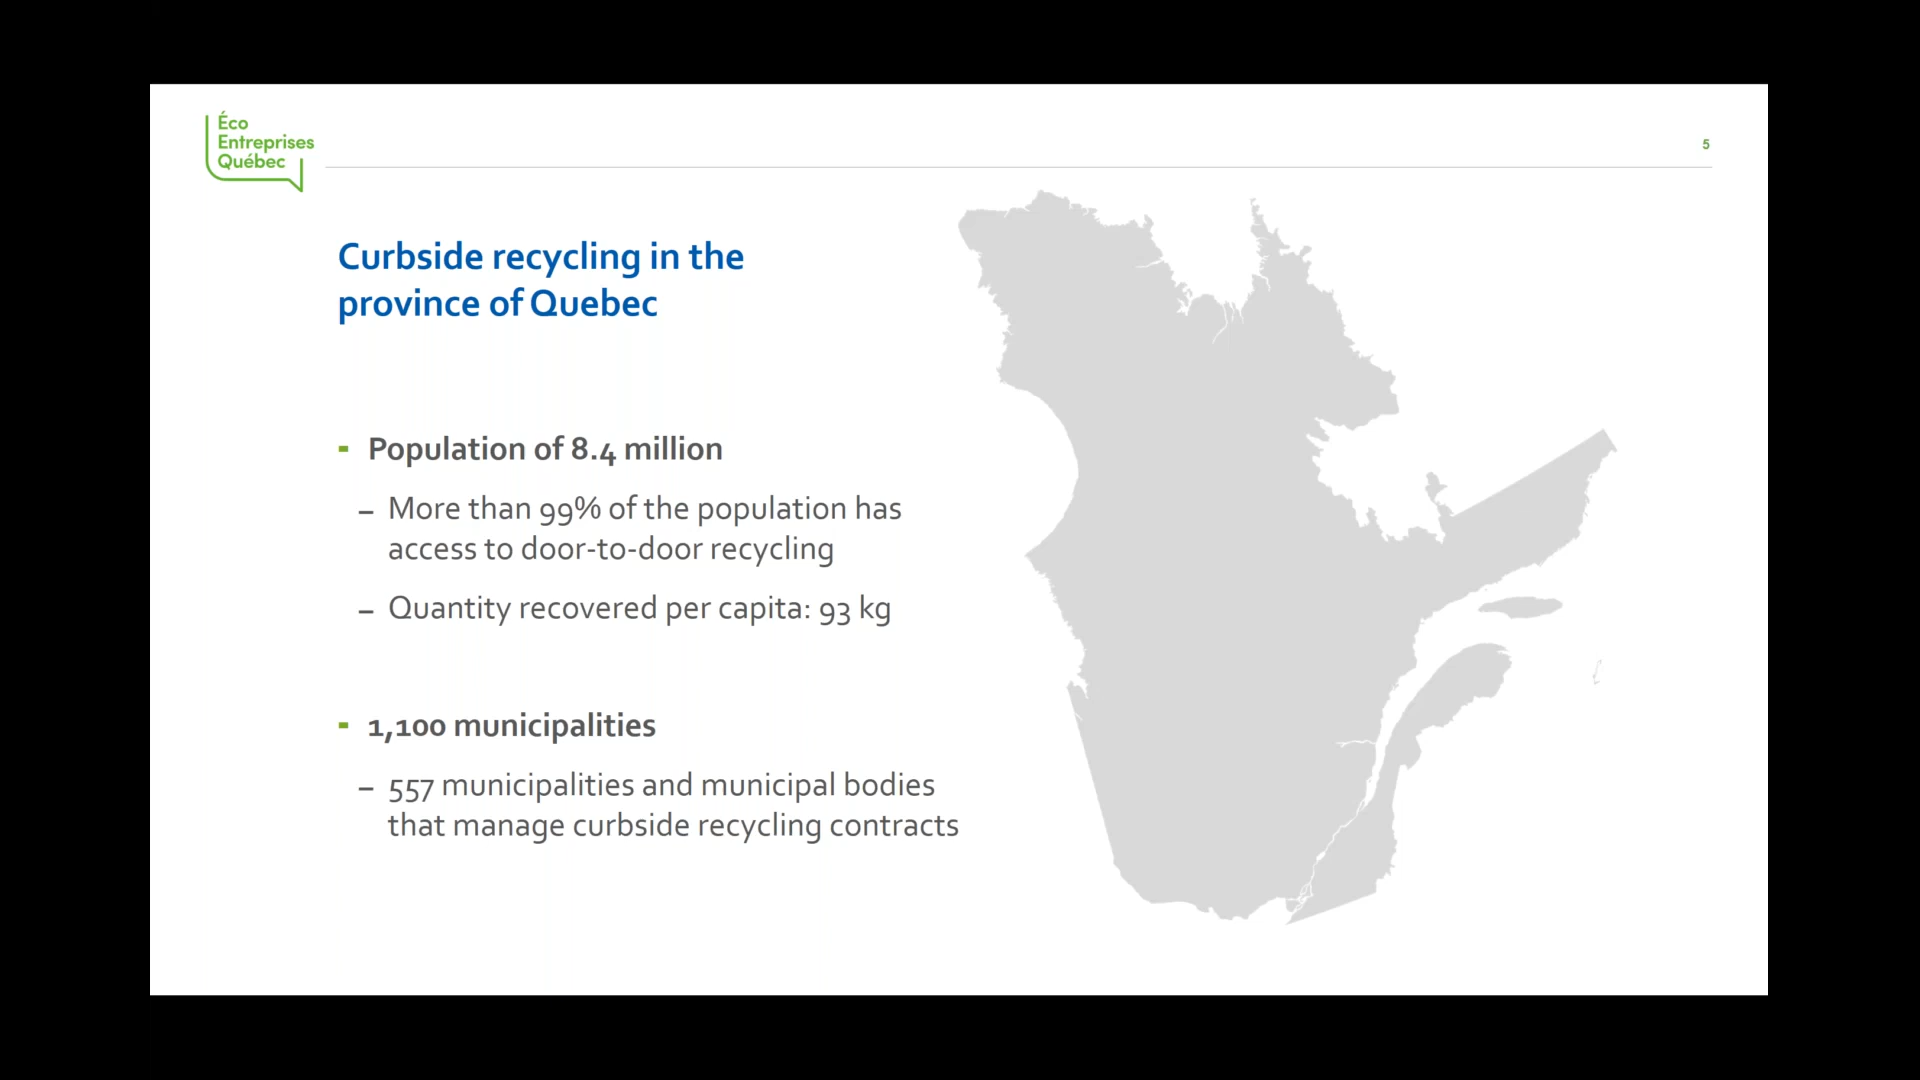 Éco
Entreprises
Québec
5
Curbside recycling in the
province of Quebec
- Population of 8.4 million
– More than 99% of the population has
access to door-to-door recycling
– Quantity recovered per capita: 93 kg
- 1,100 municipalities
– 557 municipalities and municipal bodies
that manage curbside recycling contracts